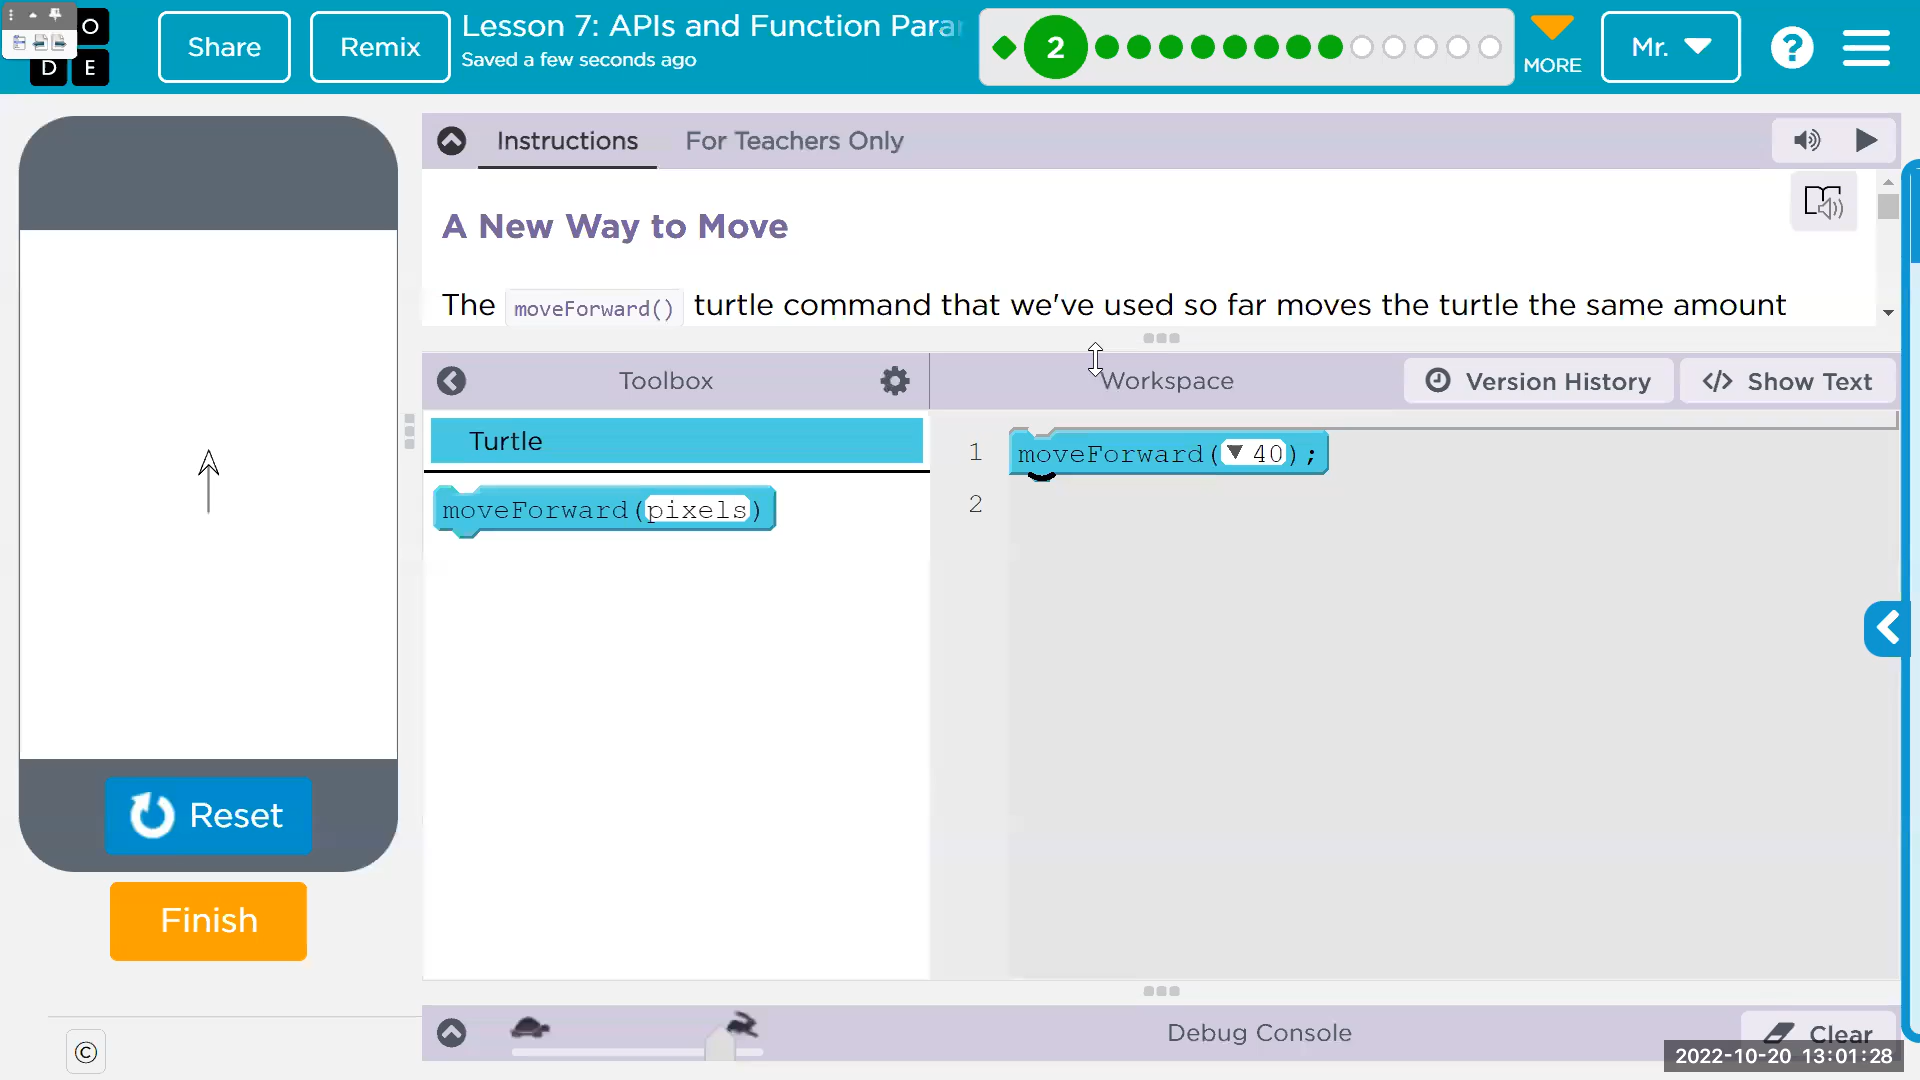 O
D E
Share
Remix
Lesson 7: APIs and Function Para
Saved a few seconds ago
2
MORE
Mr.
?
Instructions
For Teachers Only
A New Way to Move
The moveForward() turtle command that we've used so far moves the turtle the same amount
Toolbox
Workspace
Version History
</> Show Text
Turtle
moveForward(pixels)
1
moveForward(▼ 40);
2
Reset
Finish
©
Debug Console
Clear
2022-10-20 13:01:28